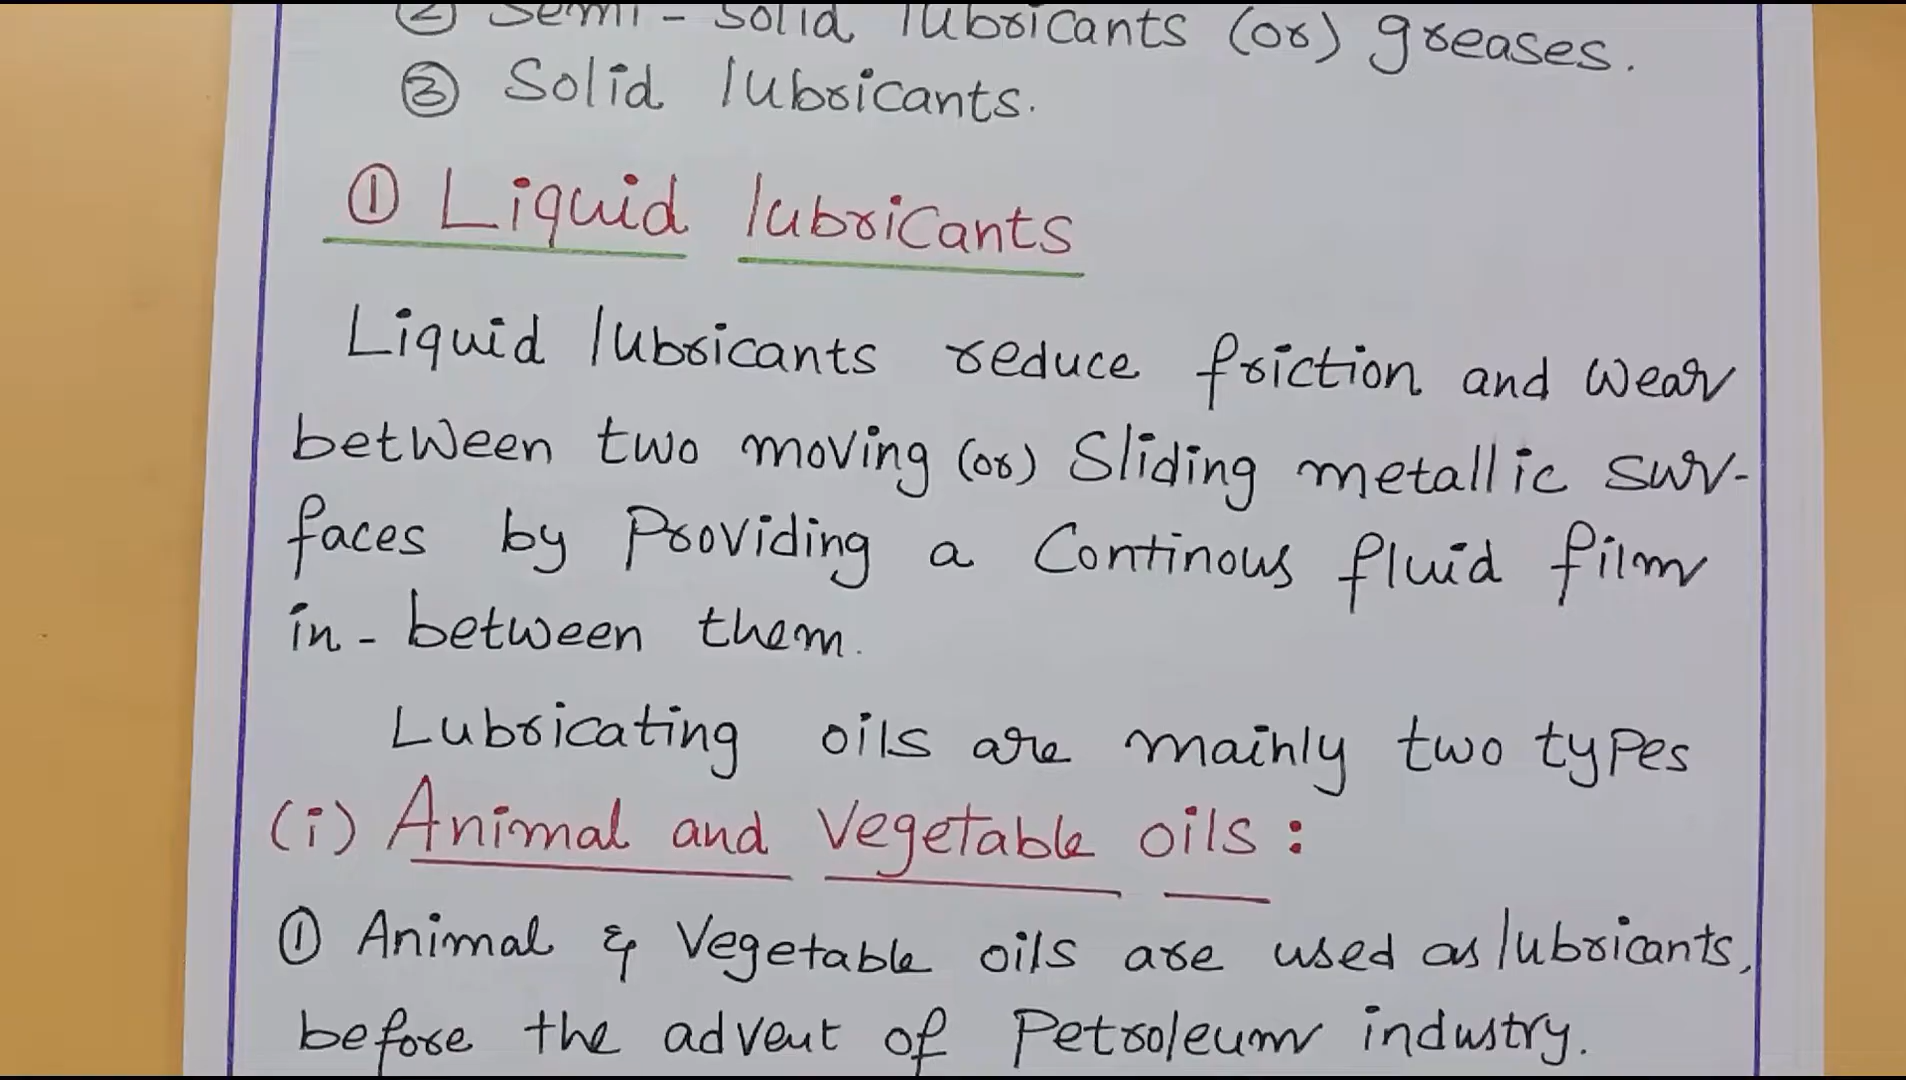 ② Semi - Solid lubricants (or) greases.
③ Solid lubricants.
① Liquid lubricants
Liquid lubricants reduce friction and wear
between two moving (or) Sliding metallic sur-
faces by Providing a Continous fluid film
in - between them.
Lubricating oils are mainly two types
(i) Animal and Vegetable oils :
① Animal & Vegetable oils are used as lubricants,
before the advent of Petroleum industry.